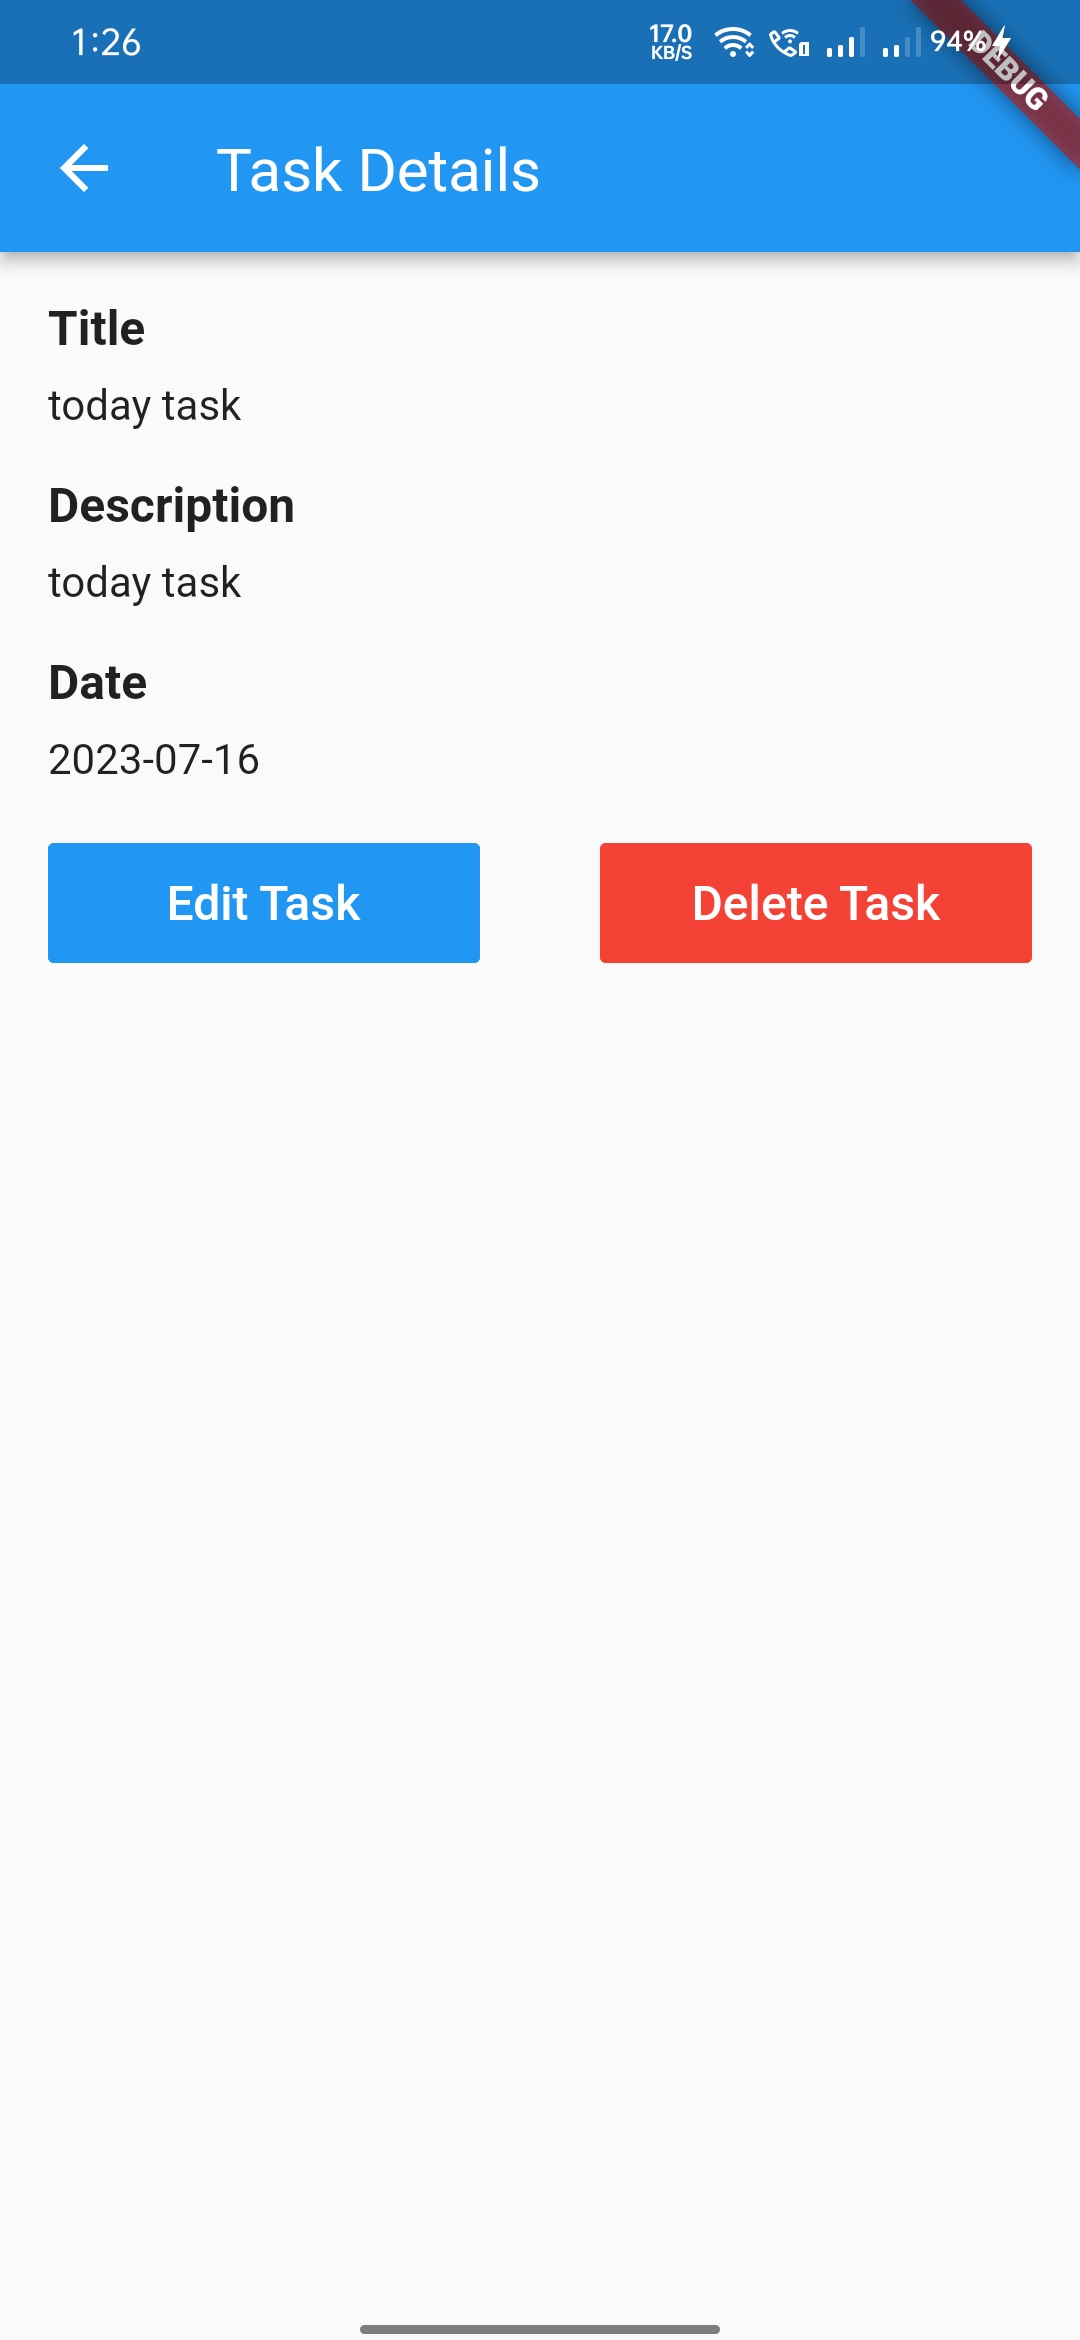 1:26
17.0
KB/S
94%
DEBUG
Task Details
Title
today task
Description
today task
Date
2023-07-16
Edit Task
Delete Task